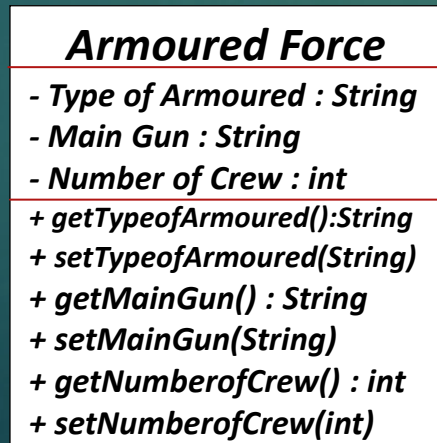 Armoured Force
- Type of Armoured : String
- Main Gun : String
- Number of Crew : int
+ getTypeofArmoured():String
+ setTypeofArmoured(String)
+ getMainGun() : String
+ setMainGun(String)
+ getNumberofCrew() : int
+ setNumberofCrew(int)